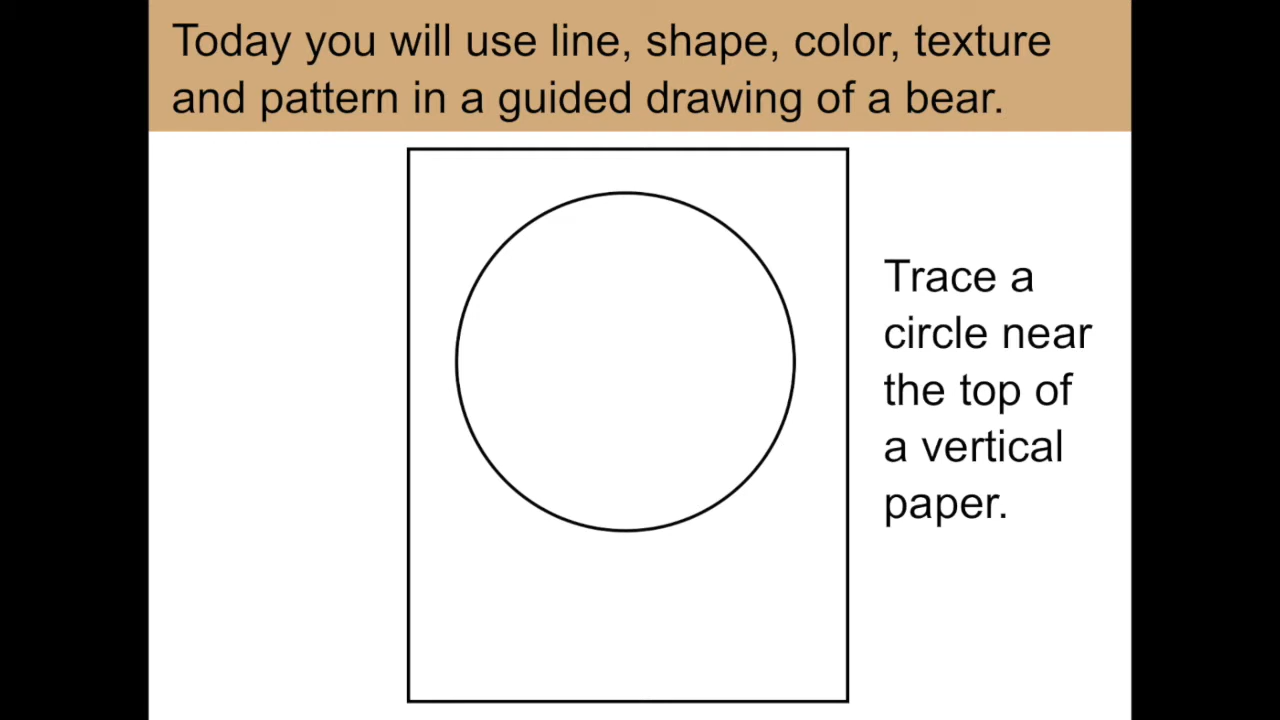 Today you will use line, shape, color, texture
and pattern in a guided drawing of a bear.
Trace a
circle near
the top of
a vertical
paper.